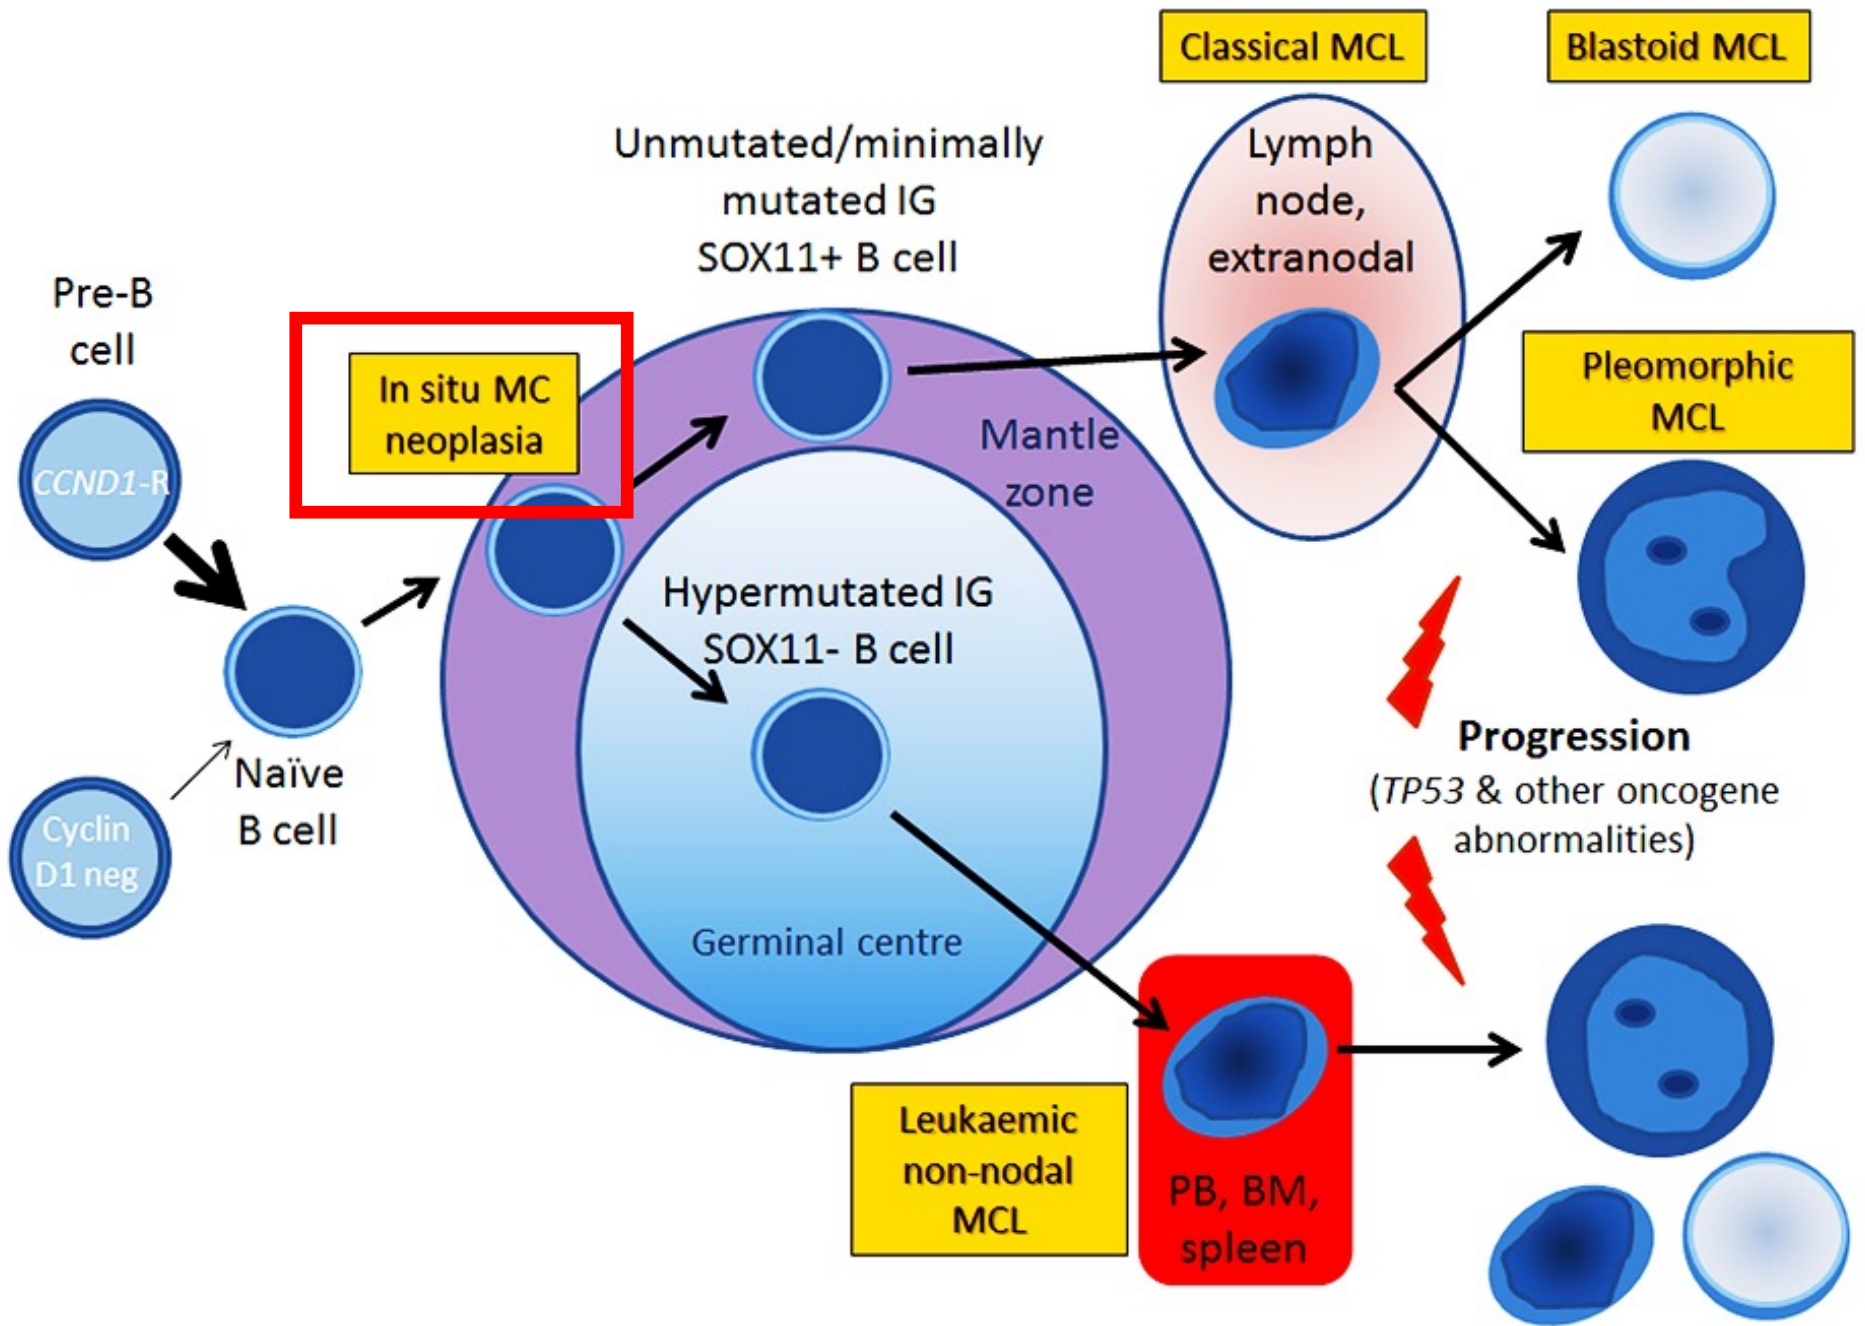 Classical MCL
Blastoid MCL
Unmutated/minimally
mutated IG
SOX11+ B cell
Lymph
node,
extranodal
Pre-B
cell
CCND1-R
In situ MC
neoplasia
Pleomorphic
MCL
Mantle
zone
Hypermutated IG
SOX11- B cell
Naïve
B cell
Cyclin
D1 neg
Progression
(TP53 & other oncogene
abnormalities)
Germinal centre
Leukaemic
non-nodal
MCL
PB, BM,
spleen